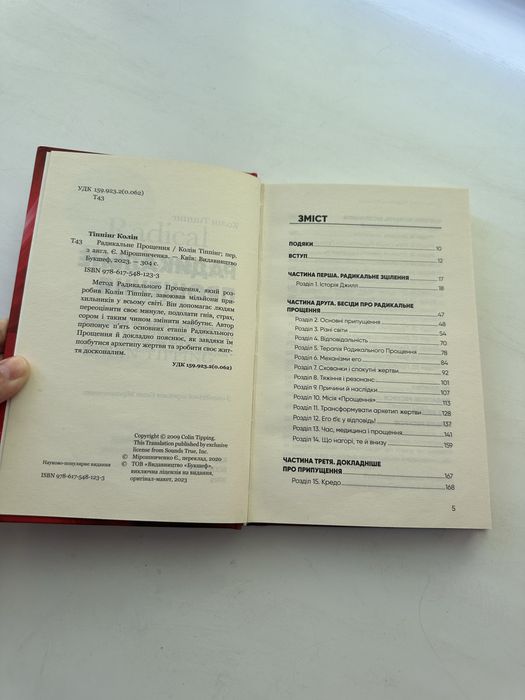 УДК 159.923.2(0.062)
Т43
Тіппінг Колін
Т43 Радикальне Прощення / Колін Тіппінг; пер.
з англ. Є. Мірошниченко. — Київ: Видавництво
Букшеф, 2023. — 304 с.
ISBN 978-617-548-123-3
Метод Радикального Прощення, який роз-
робив Колін Тіппінг, завоював мільйони при-
хильників у всьому світі. Він допомагає людям
переоцінити своє минуле, подолати гнів, страх,
сором і таким чином змінити майбутнє. Автор
пропонує п'ять основних етапів Радикального
Прощення й докладно пояснює, як завдяки їм
позбутися архетипу жертви та зробити своє жит-
тя досконалим.
УДК 159.923.2(0.062)
Copyright © 2009 Colin Tipping.
This Translation published by exclusive
license from Sounds True, Inc.
© Мірошниченко Є., переклад, 2020
© ТОВ «Видавництво «Букшеф»,
виключна ліцензія на видання,
оригінал-макет, 2023
Науково-популярне видання
ISBN 978-617-548-123-3
ЗМІСТ
ПОДЯКИ 10
ВСТУП 12
ЧАСТИНА ПЕРША. РАДИКАЛЬНЕ ЗЦІЛЕННЯ 17
Розділ 1. Історія Джилл 18
ЧАСТИНА ДРУГА. БЕСІДИ ПРО РАДИКАЛЬНЕ
ПРОЩЕННЯ 47
Розділ 2. Основні припущення 48
Розділ 3. Різні світи 54
Розділ 4. Відповідальність 70
Розділ 5. Терапія Радикального Прощення 78
Розділ 6. Механізми его 84
Розділ 7. Схованки і спокутні жертви 92
Розділ 8. Тяжіння і резонанс 101
Розділ 9. Причини й наслідки 107
Розділ 10. Місія «Прощення» 113
Розділ 11. Трансформувати архетип жертви 128
Розділ 12. Его б'є у відповідь! 137
Розділ 13. Час, медицина і прощення 141
Розділ 14. Що нагорі, те й внизу 159
ЧАСТИНА ТРЕТЯ. ДОКЛАДНІШЕ
ПРО ПРИПУЩЕННЯ 167
Розділ 15. Кредо 168
5